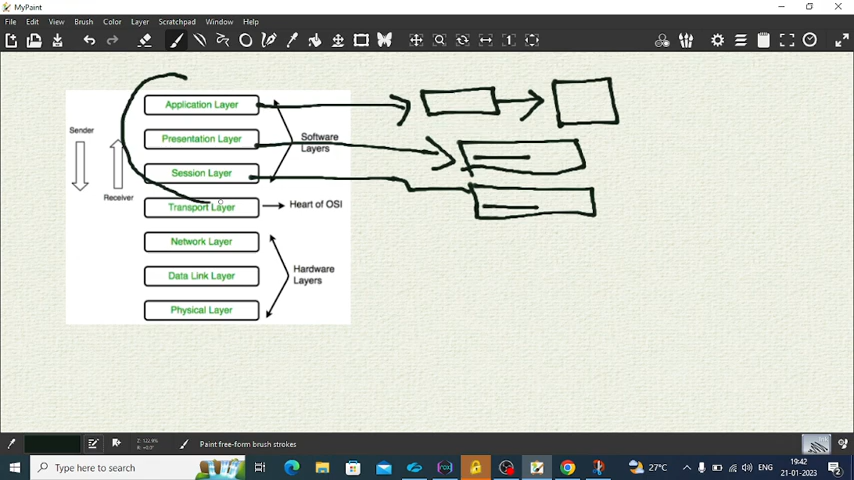 MyPaint
File Edit View Brush Color Layer Scratchpad Window Help
Application Layer
Sender
Presentation Layer
Software
Layers
Session Layer
Receiver
Transport Layer
Heart of OSI
Network Layer
Hardware
Layers
Data Link Layer
Physical Layer
Paint free-form brush strokes
Type here to search
27°C
ENG
19:42
21-01-2023